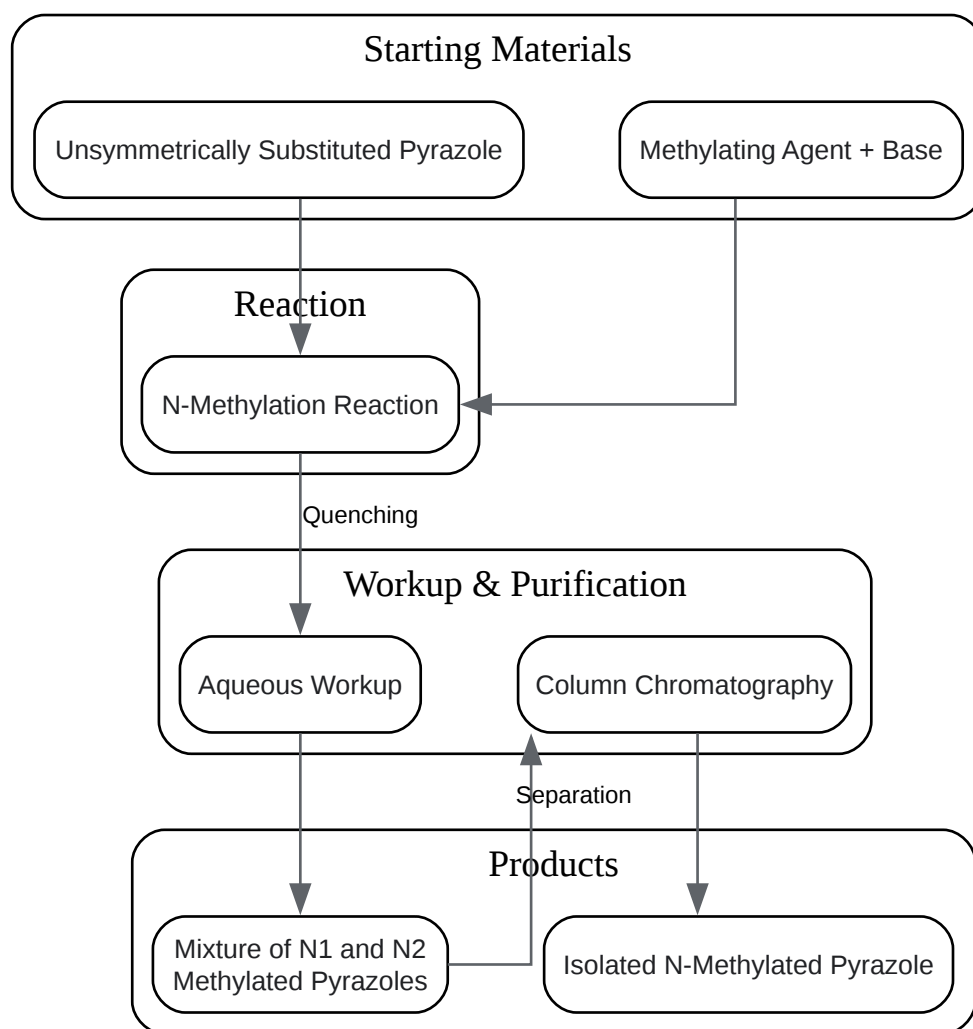 Starting Materials
Unsymmetrically Substituted Pyrazole
Methylating Agent + Base
Reaction
N-Methylation Reaction
Quenching
Workup & Purification
Aqueous Workup
Column Chromatography
Separation
Products
Mixture of N1 and N2
Methylated Pyrazoles
Isolated N-Methylated Pyrazole